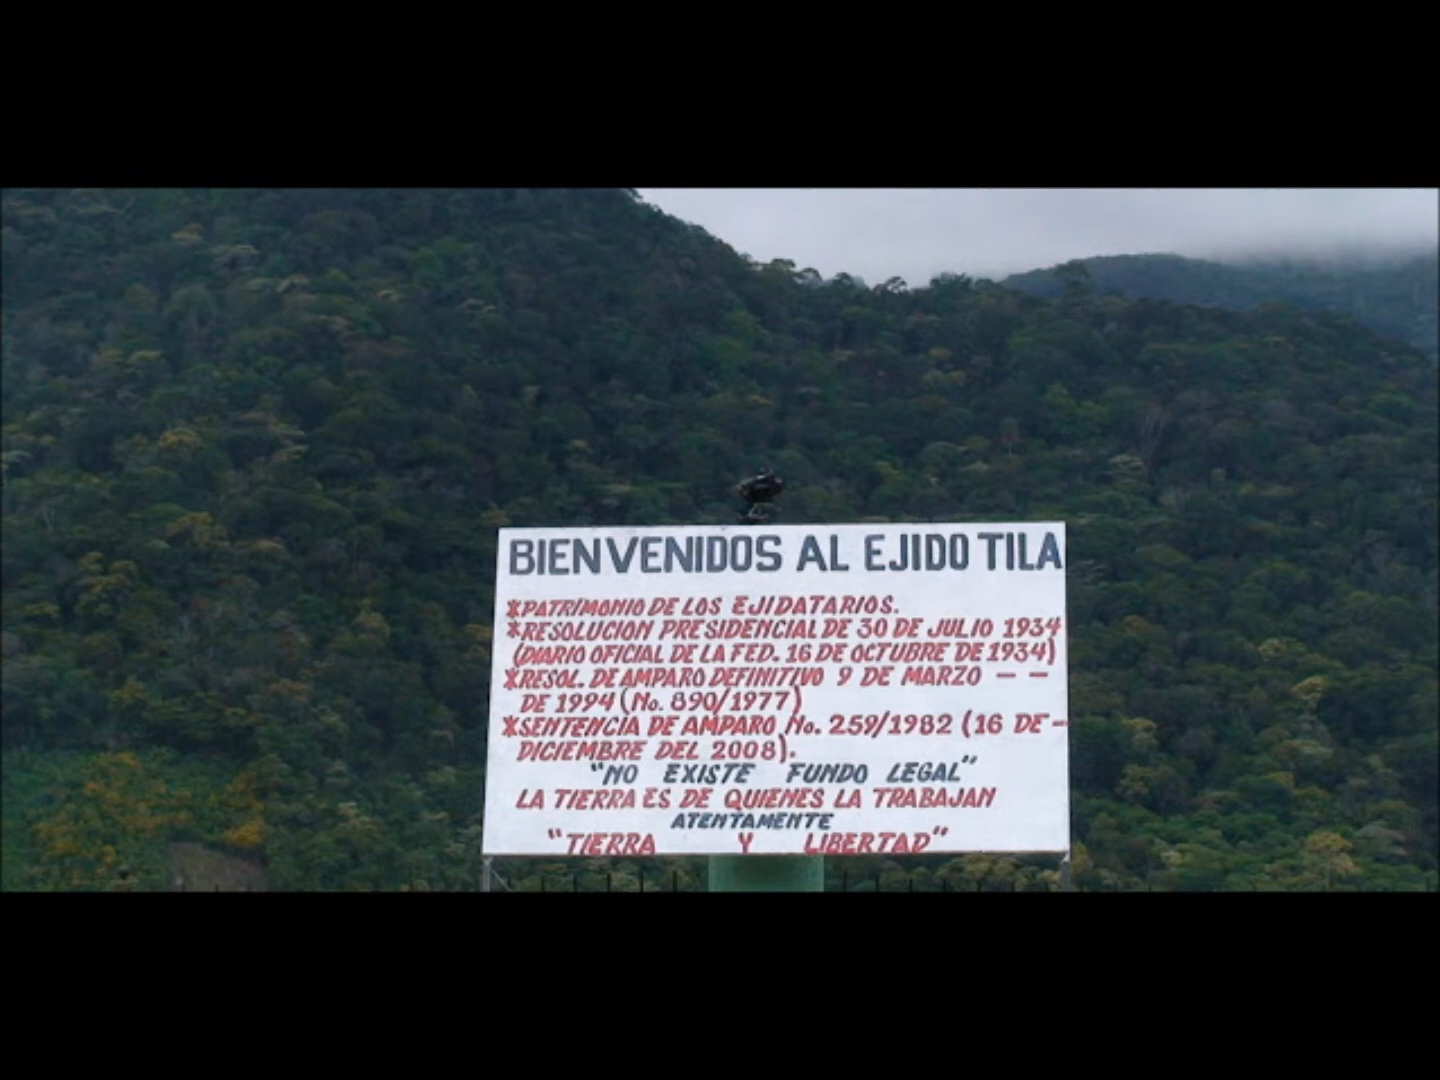 BIENVENIDOS AL EJIDO TILA
*PATRIMONIO DE LOS EJIDATARIOS.
*RESOLUCION PRESIDENCIAL DE 30 DE JULIO 1934
(DIARIO OFICIAL DE LA FED. 16 DE OCTUBRE DE 1934)
*RESOL. DE AMPARO DEFINITIVO 9 DE MARZO - -
DE 1994 (No. 890/1977)
*SENTENCIA DE AMPARO No. 259/1982 (16 DE -
DICIEMBRE DEL 2008).
"NO EXISTE FUNDO LEGAL"
LA TIERRA ES DE QUIENES LA TRABAJAN
ATENTAMENTE
"TIERRA Y LIBERTAD"